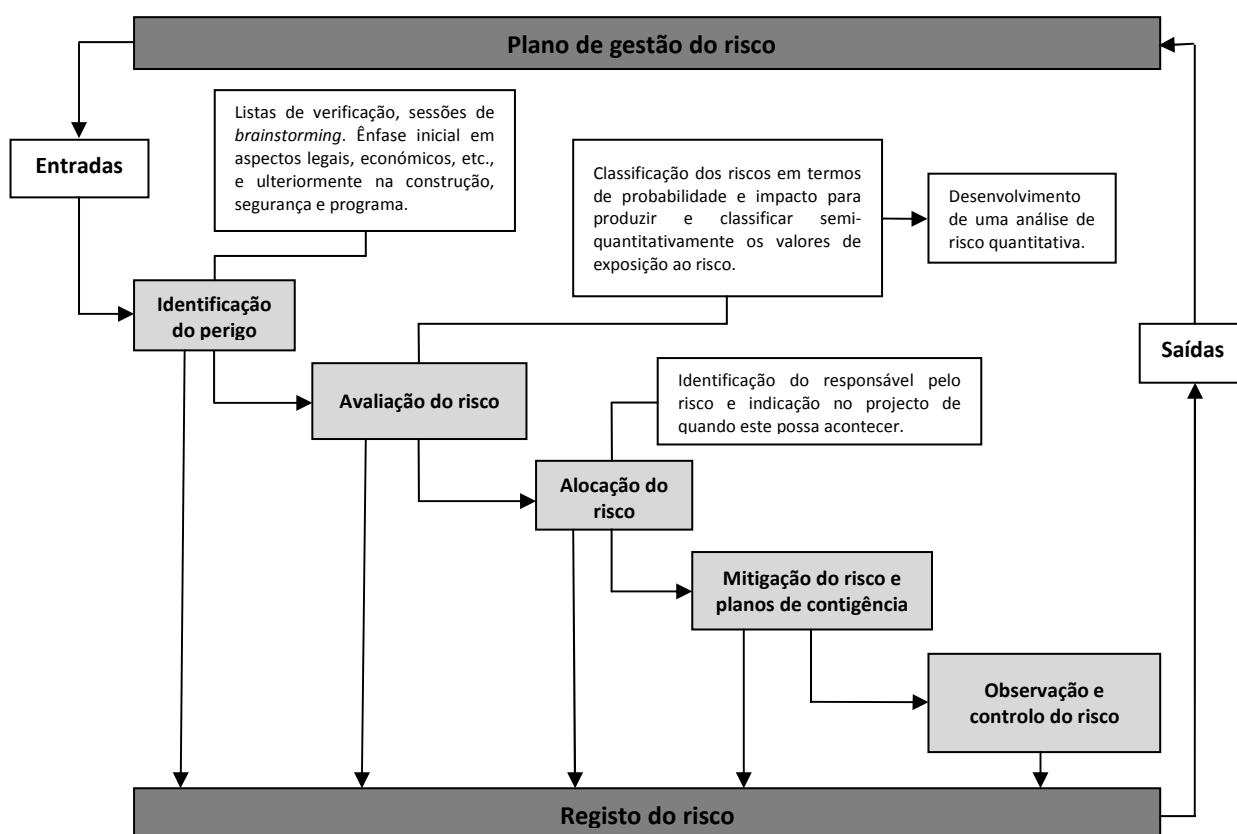 Plano de gestão do risco
Entradas
Listas de verificação, sessões de
brainstorming. Ênfase inicial em
aspectos legais, económicos, etc.,
e ulteriormente na construção,
segurança e programa.
Classificação dos riscos em termos
de probabilidade e impacto para
produzir e classificar semi-
quantitativamente os valores de
exposição ao risco.
Desenvolvimento
de uma análise de
risco quantitativa.
Identificação
do perigo
Avaliação do risco
Identificação do responsável pelo
risco e indicação no projecto de
quando este possa acontecer.
Saídas
Alocação do
risco
Mitigação do risco e
planos de contigência
Observação e
controlo do risco
Registo do risco